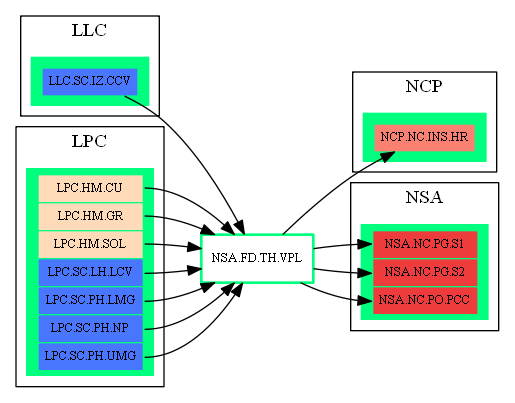 LLC
LLC.SC.IZ.CCV
LPC
LPC.HM.CU
LPC.HM.GR
LPC.HM.SOL
LPC.SC.LH.LCV
LPC.SC.PH.LMG
LPC.SC.PH.NP
LPC.SC.PH.UMG
NSA.FD.TH.VPL
NCP
NCP.NC.INS.HR
NSA
NSA.NC.PG.S1
NSA.NC.PG.S2
NSA.NC.PO.PCC